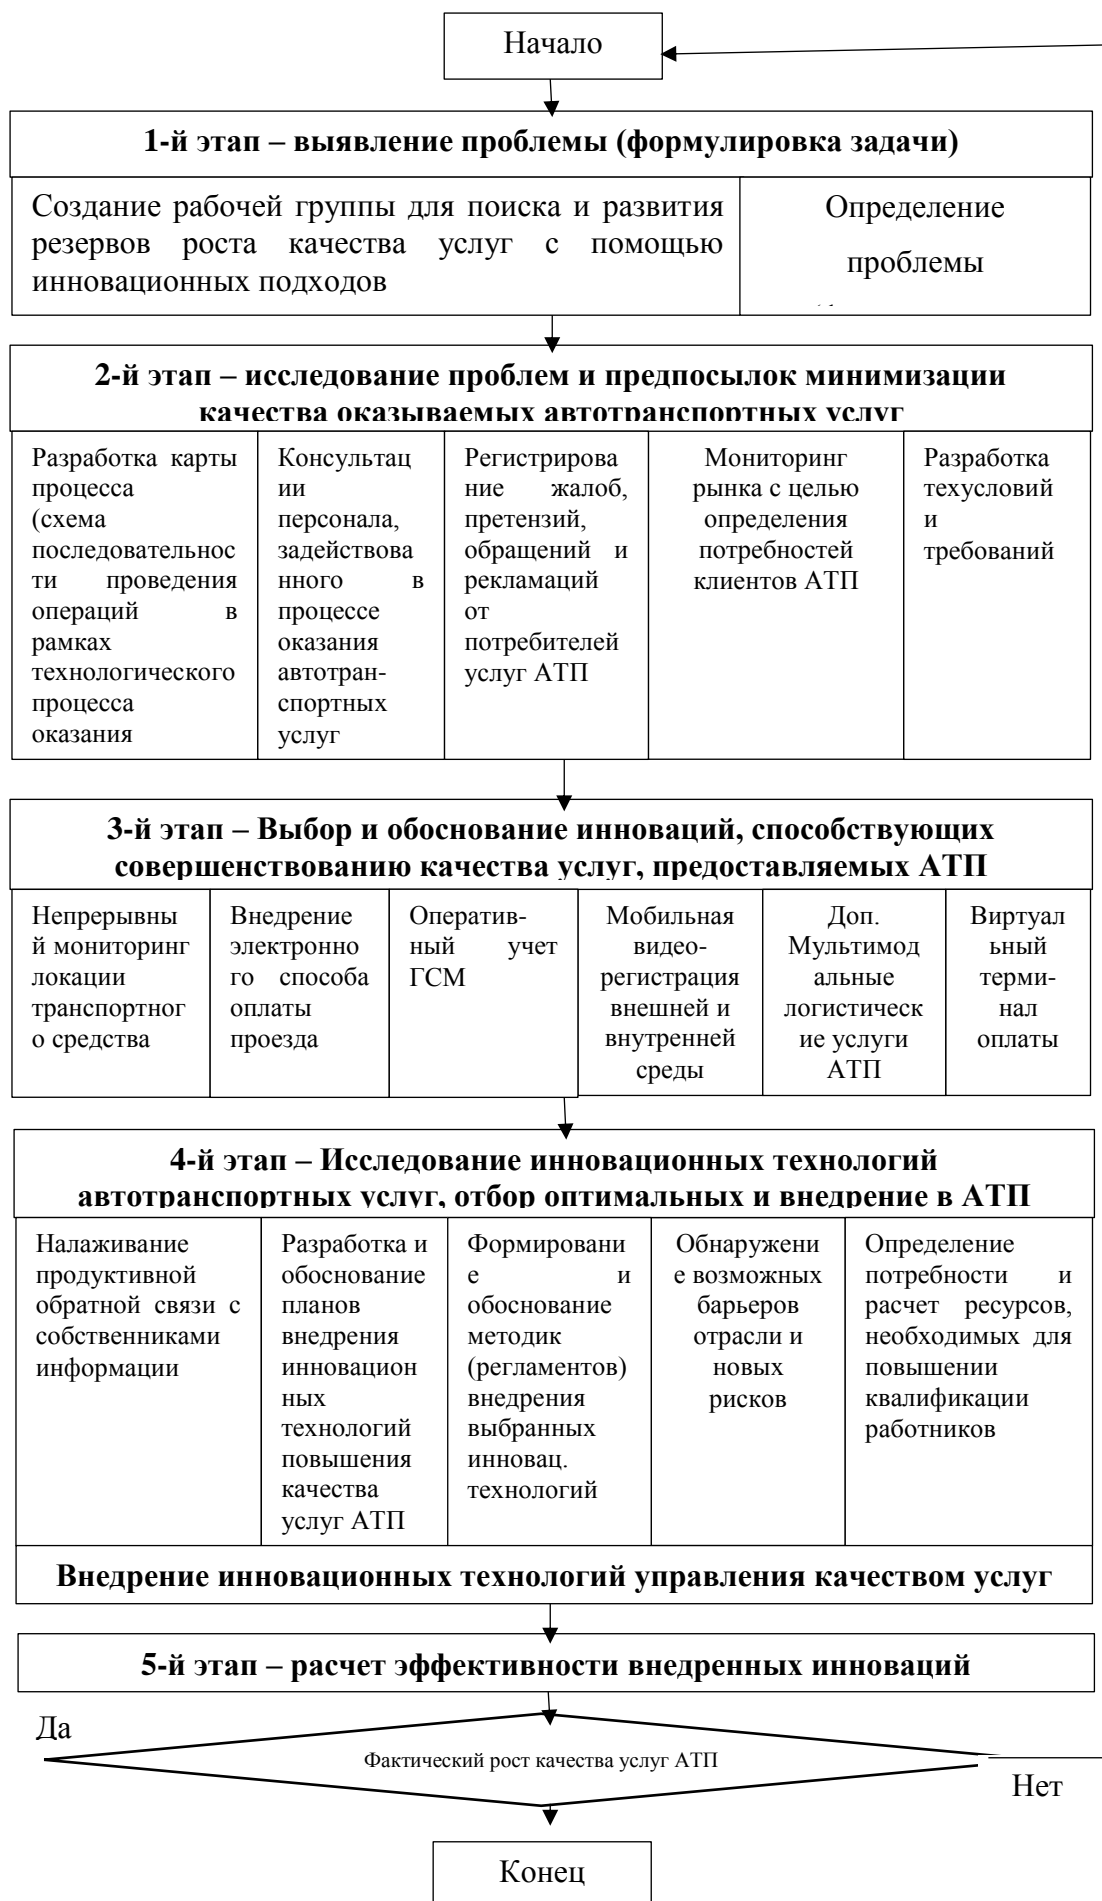 Начало
1-й этап – выявление проблемы (формулировка задачи)
Создание рабочей группы для поиска и развития
резервов роста качества услуг с помощью
инновационных подходов
Определение
проблемы
2-й этап – исследование проблем и предпосылок минимизации
качества оказываемых автотранспортных услуг
Разработка карты
процесса
(схема
последовательнос
ти проведения
операций в
рамках
технологического
процесса
оказания
Консультац
ии
персонала,
задействова
нного в
процессе
оказания
автотран-
спортных
услуг
Регистрирова
ние жалоб,
претензий,
обращений и
рекламаций
от
потребителей
услуг АТП
Мониторинг
рынка с целью
определения
потребностей
клиентов АТП
Разработка
техусловий
и
требований
3-й этап – Выбор и обоснование инноваций, способствующих
совершенствованию качества услуг, предоставляемых АТП
Непрерывны
й мониторинг
локации
транспортног
о средства
Внедрение
электронно
го способа
оплаты
проезда
Оператив-
ный учет
ГСМ
Мобильная
видео-
регистрация
внешней и
внутренней
среды
Доп.
Мультимод
альные
логистическ
ие услуги
АТП
Виртуал
ьный
терми-
нал
оплаты
4-й этап – Исследование инновационных технологий
автотранспортных услуг, отбор оптимальных и внедрение в АТП
Налаживание
продуктивной
обратной связи с
собственниками
информации
Разработка и
обоснование
планов
внедрения
инновацион
ных
технологий
повышения
качества
услуг АТП
Формировани
е и
обоснование
методик
(регламентов)
внедрения
выбранных
инновац.
технологий
Обнаружени
е возможных
барьеров
отрасли и
новых
рисков
Определение
потребности и
расчет ресурсов,
необходимых для
повышении
квалификации
работников
Внедрение инновационных технологий управления качеством услуг
5-й этап – расчет эффективности внедренных инноваций
Да
Фактический рост качества услуг АТП
Нет
Конец